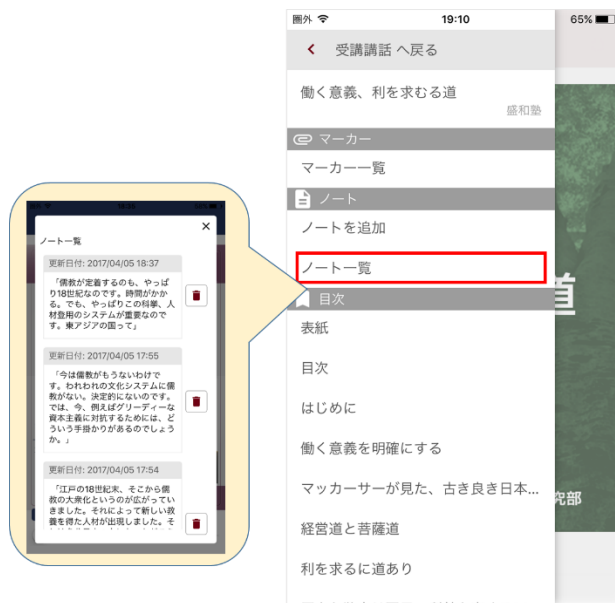 圏外 19:10 65%
受講講話 へ戻る
働く意義、利を求むる道
盛和塾
マーカー
マーカー一覧
ノート
ノートを追加
ノート一覧
目次
表紙
目次
はじめに
働く意義を明確にする
マッカーサーが見た、古き良き日本...
経営道と菩薩道
利を求るに道あり
道
究部
×
ノート一覧
更新日付: 2017/04/05 18:37
「儒教が定着するのも、やっぱ
り18世紀なのです。時間がかか
る。でも、やっぱりこの科挙、人
材登用のシステムが重要なので
す。東アジアの国って」
更新日付: 2017/04/05 17:55
「今は儒教がもうないわけで
す。われわれの文化システムに儒
教がない。決定的にないのです。
では、今、例えばグリーディーな
資本主義に対抗するためには、ど
ういう手掛かりがあるのでしょう
か。」
更新日付: 2017/04/05 17:54
「江戸の18世紀末、そこから儒
教の大衆化というのが広がってい
きました。それによって新しい教
養を得た人材が出現しました。そ